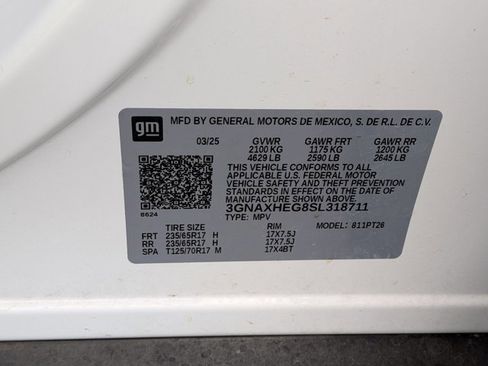 gm
MFD BY GENERAL MOTORS DE MEXICO, S. DE R.L. DE C.V.
03/25 GVWR GAWR FRT GAWR RR
2100 KG 1175 KG 1200 KG
4629 LB 2590 LB 2645 LB
THIS VEHICLE CONFORMS TO ALL
APPLICABLE U.S. FEDERAL MOTOR
VEHICLE SAFETY AND THEFT PREVENTION
STANDARDS IN EFFECT ON THE DATE
OF MANUFACTURE SHOWN ABOVE.
3GNAXHEG8SL318711
8624 TYPE: MPV
TIRE SIZE RIM MODEL: 811PT26
FRT 235/65R17 H 17X7.5J
RR 235/65R17 H 17X7.5J
SPA T125/70R17 M 17X4BT